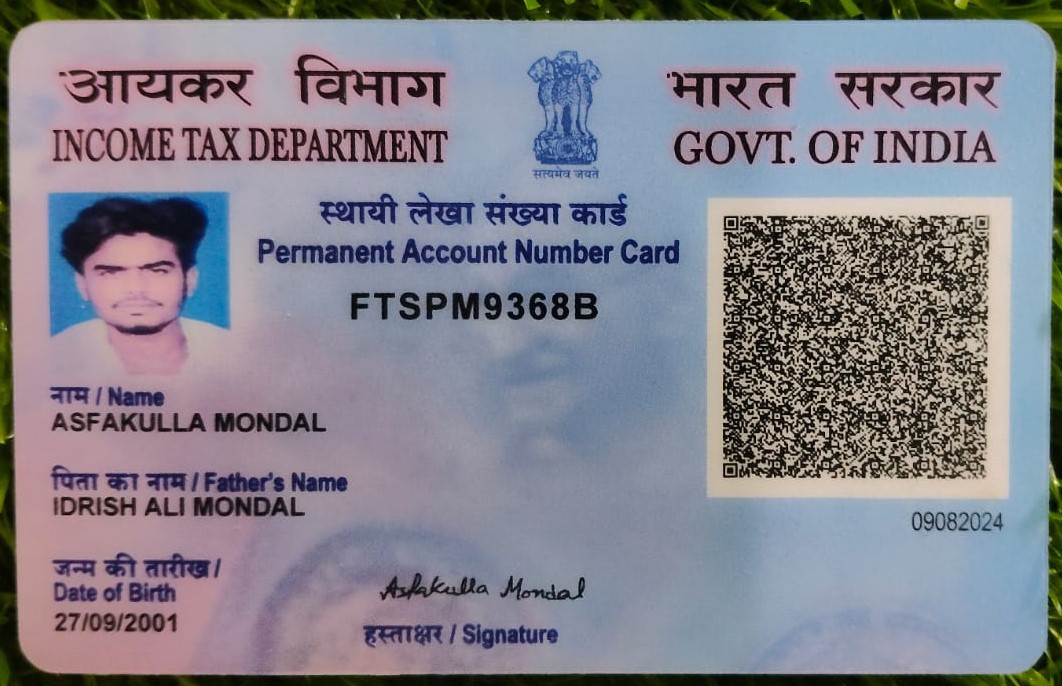 आयकर विभाग
INCOME TAX DEPARTMENT
सत्यमेव जयते
भारत सरकार
GOVT. OF INDIA
स्थायी लेखा संख्या कार्ड
Permanent Account Number Card
FTSPM9368B
नाम / Name
ASFAKULLA MONDAL
पिता का नाम / Father's Name
IDRISH ALI MONDAL
09082024
जन्म की तारीख /
Date of Birth
27/09/2001
Asfakulla Mondal
हस्ताक्षर / Signature